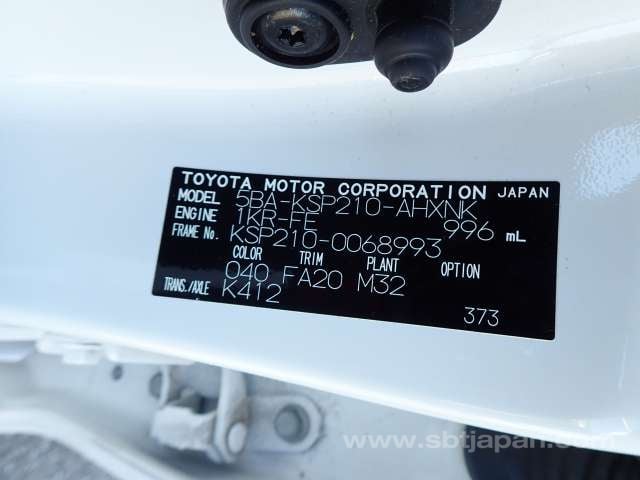 TOYOTA MOTOR CORPORATION JAPAN
MODEL 5BA-KSP210-AHXNK
ENGINE 1KR-FE 996 mL
FRAME No. KSP210-0068993
COLOR TRIM PLANT OPTION
040 FA20 M32
TRANS./AXLE K412
373
www.sbtjapan.com